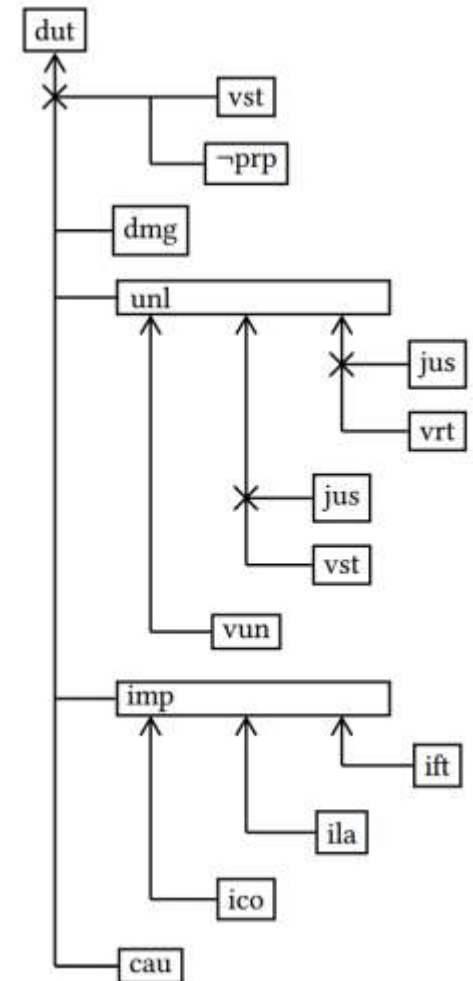 dut
vst
¬prp
dmg
unl
jus
vrt
jus
vst
vun
imp
ift
ila
ico
cau